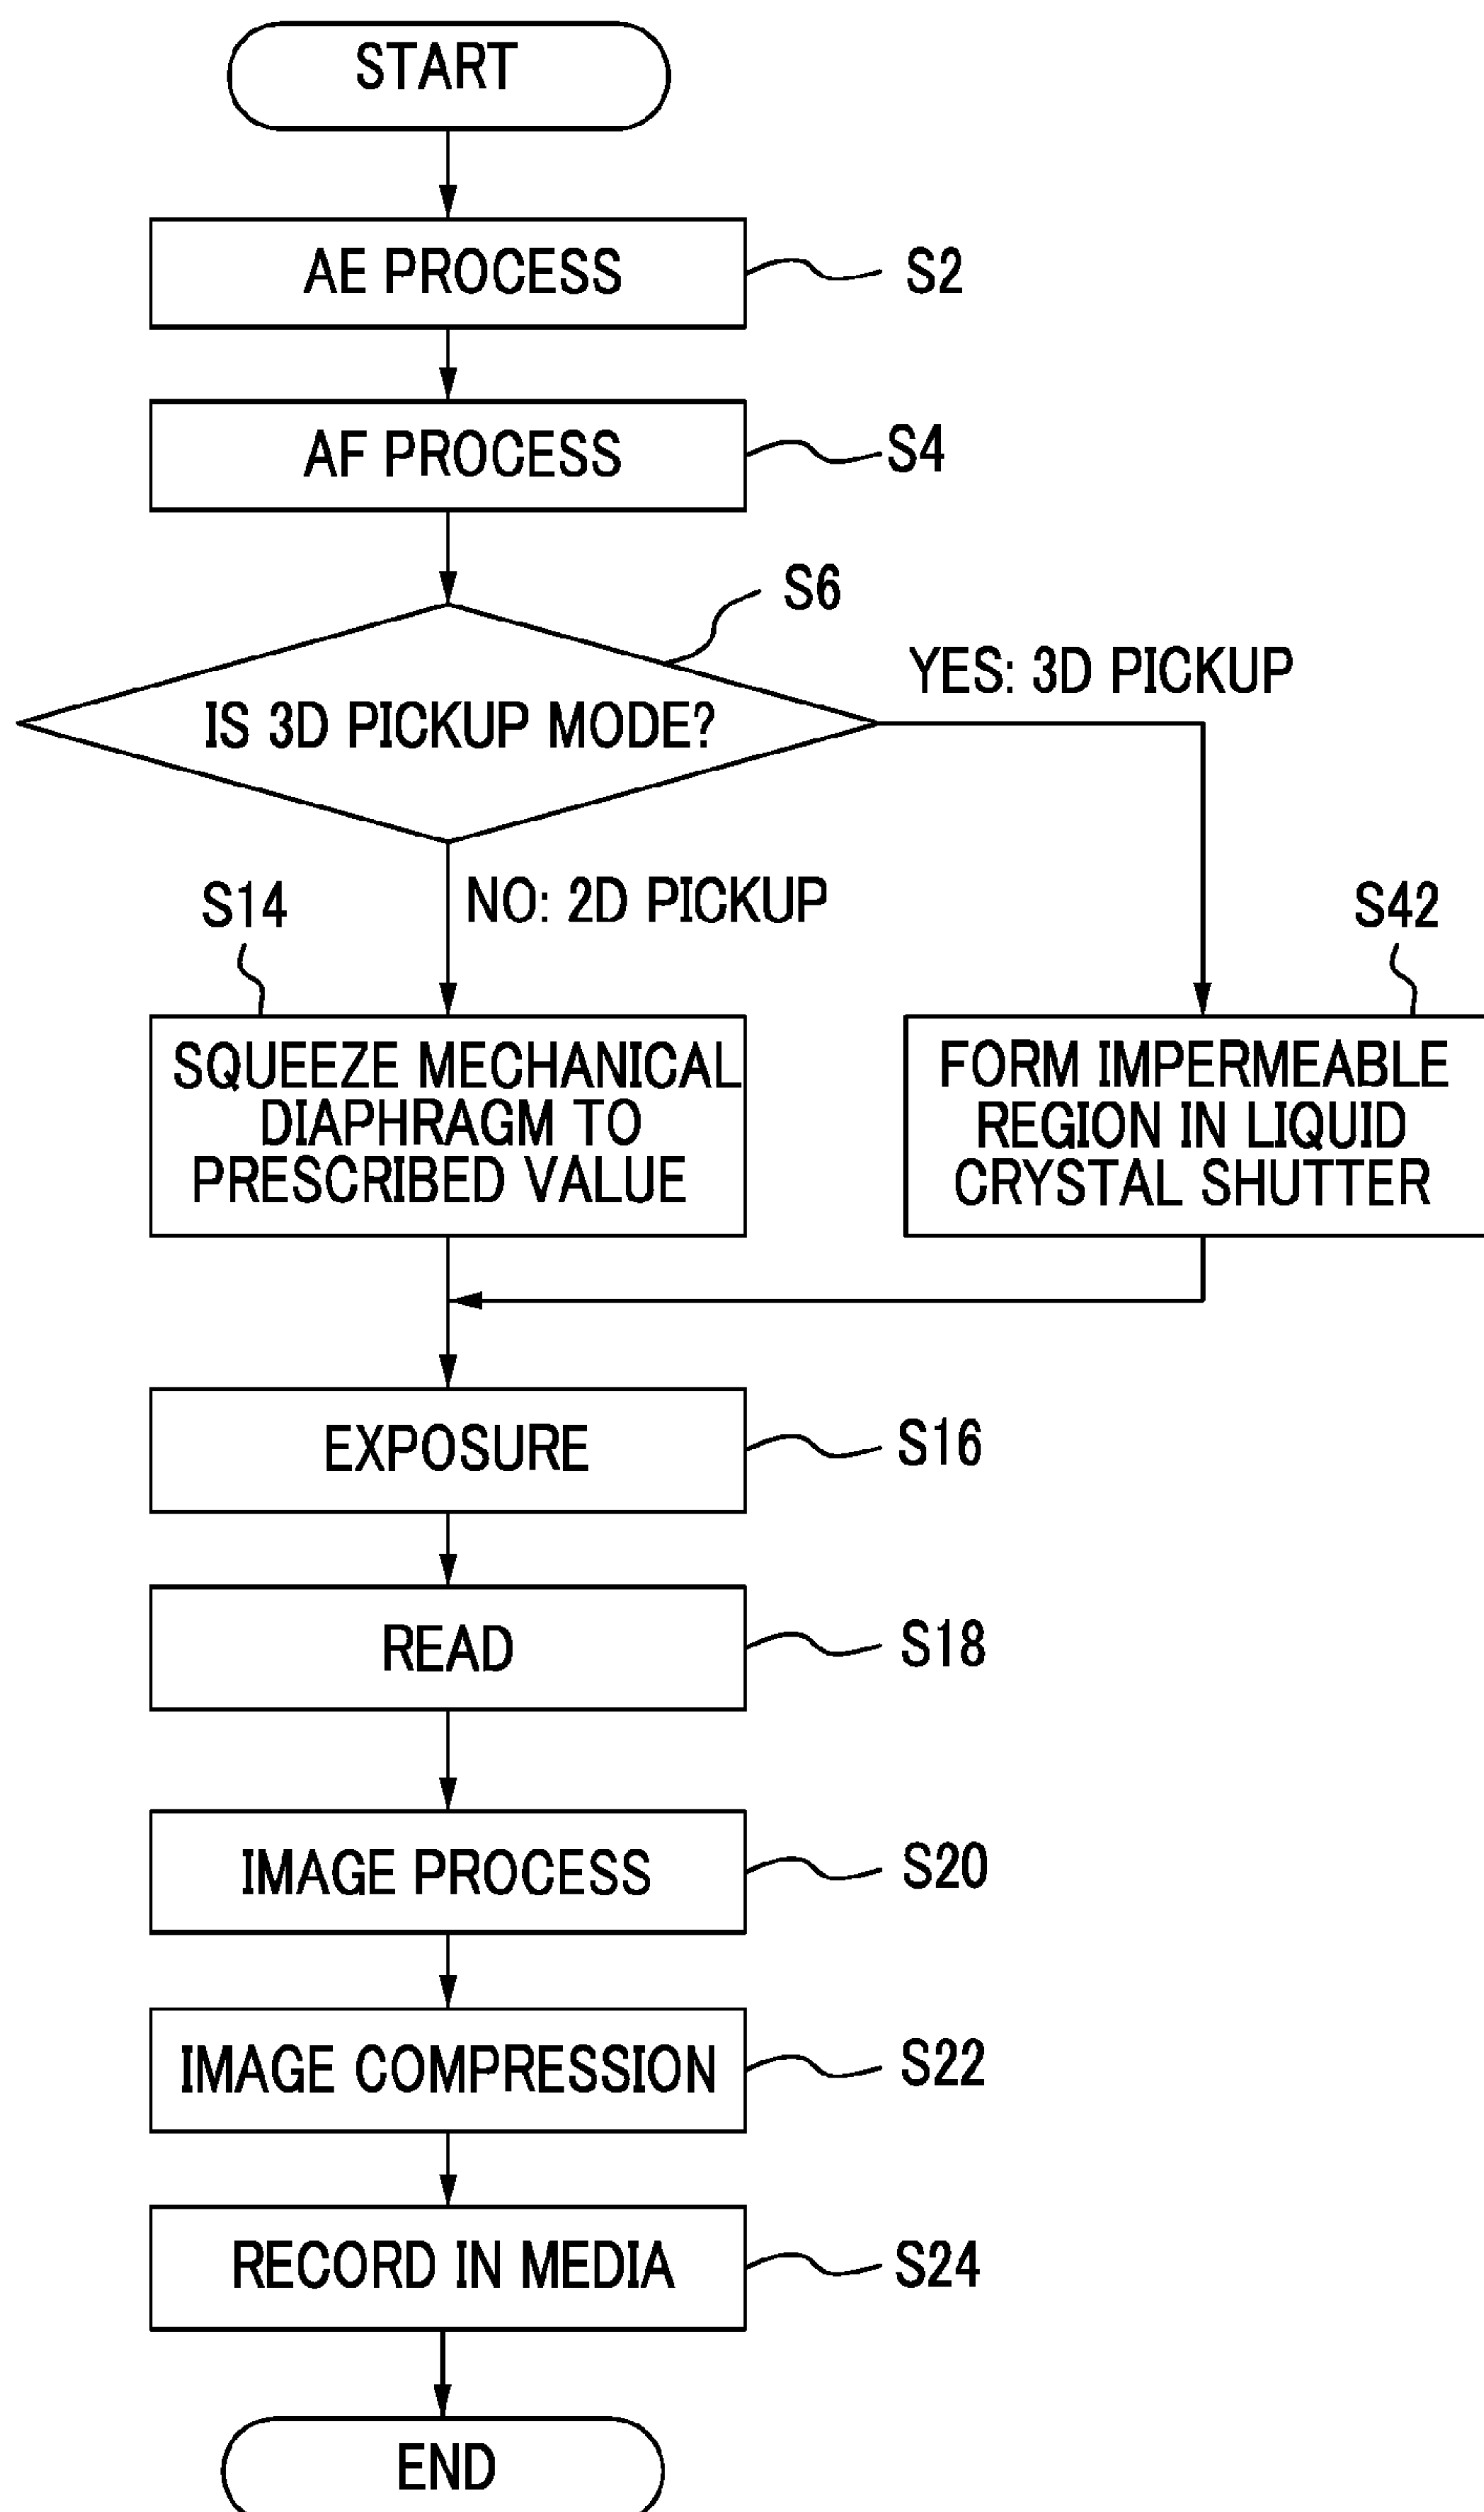 START
AE PROCESS
S2
AF PROCESS
S4
S6
YES: 3D PICKUP
IS 3D PICKUP MODE?
NO: 2D PICKUP
S14
S42
SQUEEZE MECHANICAL
DIAPHRAGM TO
PRESCRIBED VALUE
FORM IMPERMEABLE
REGION IN LIQUID
CRYSTAL SHUTTER
EXPOSURE
S16
READ
S18
IMAGE PROCESS
S20
IMAGE COMPRESSION
S22
RECORD IN MEDIA
S24
END